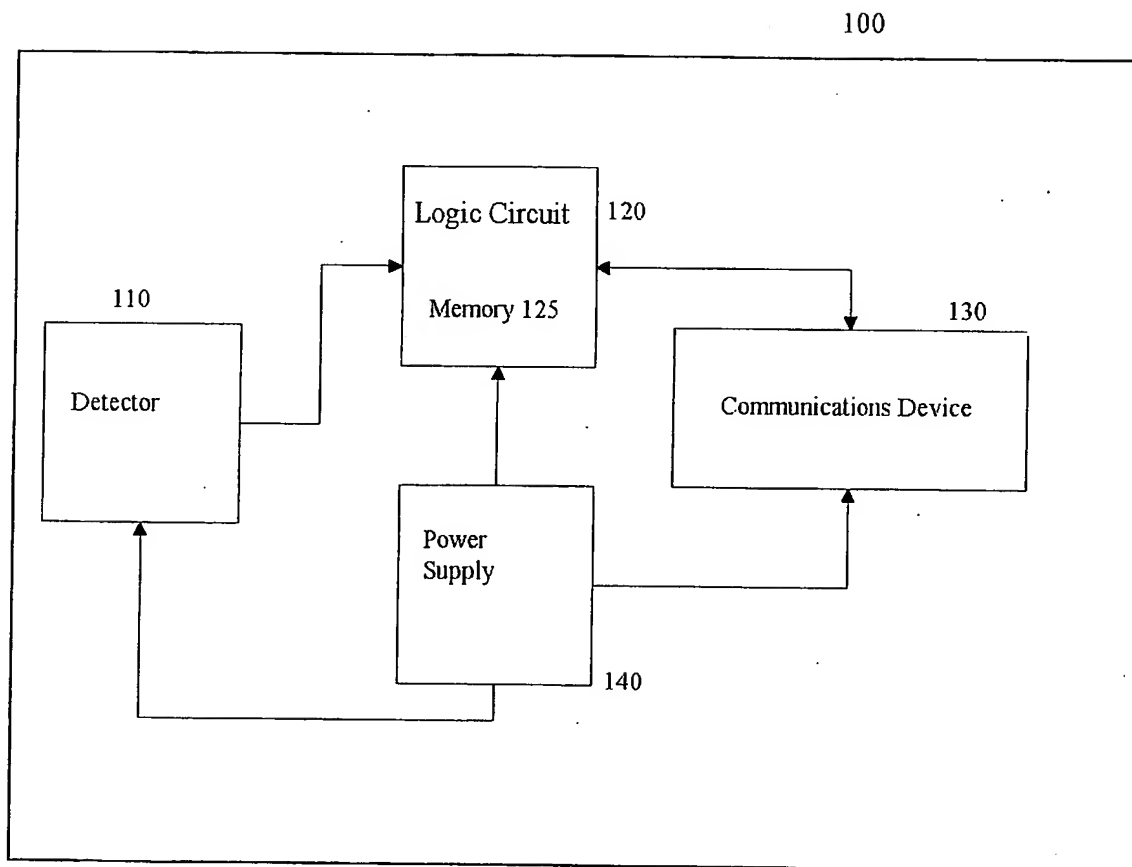 100
Logic Circuit
120
Memory 125
110
130
Detector
Communications Device
Power
Supply
140